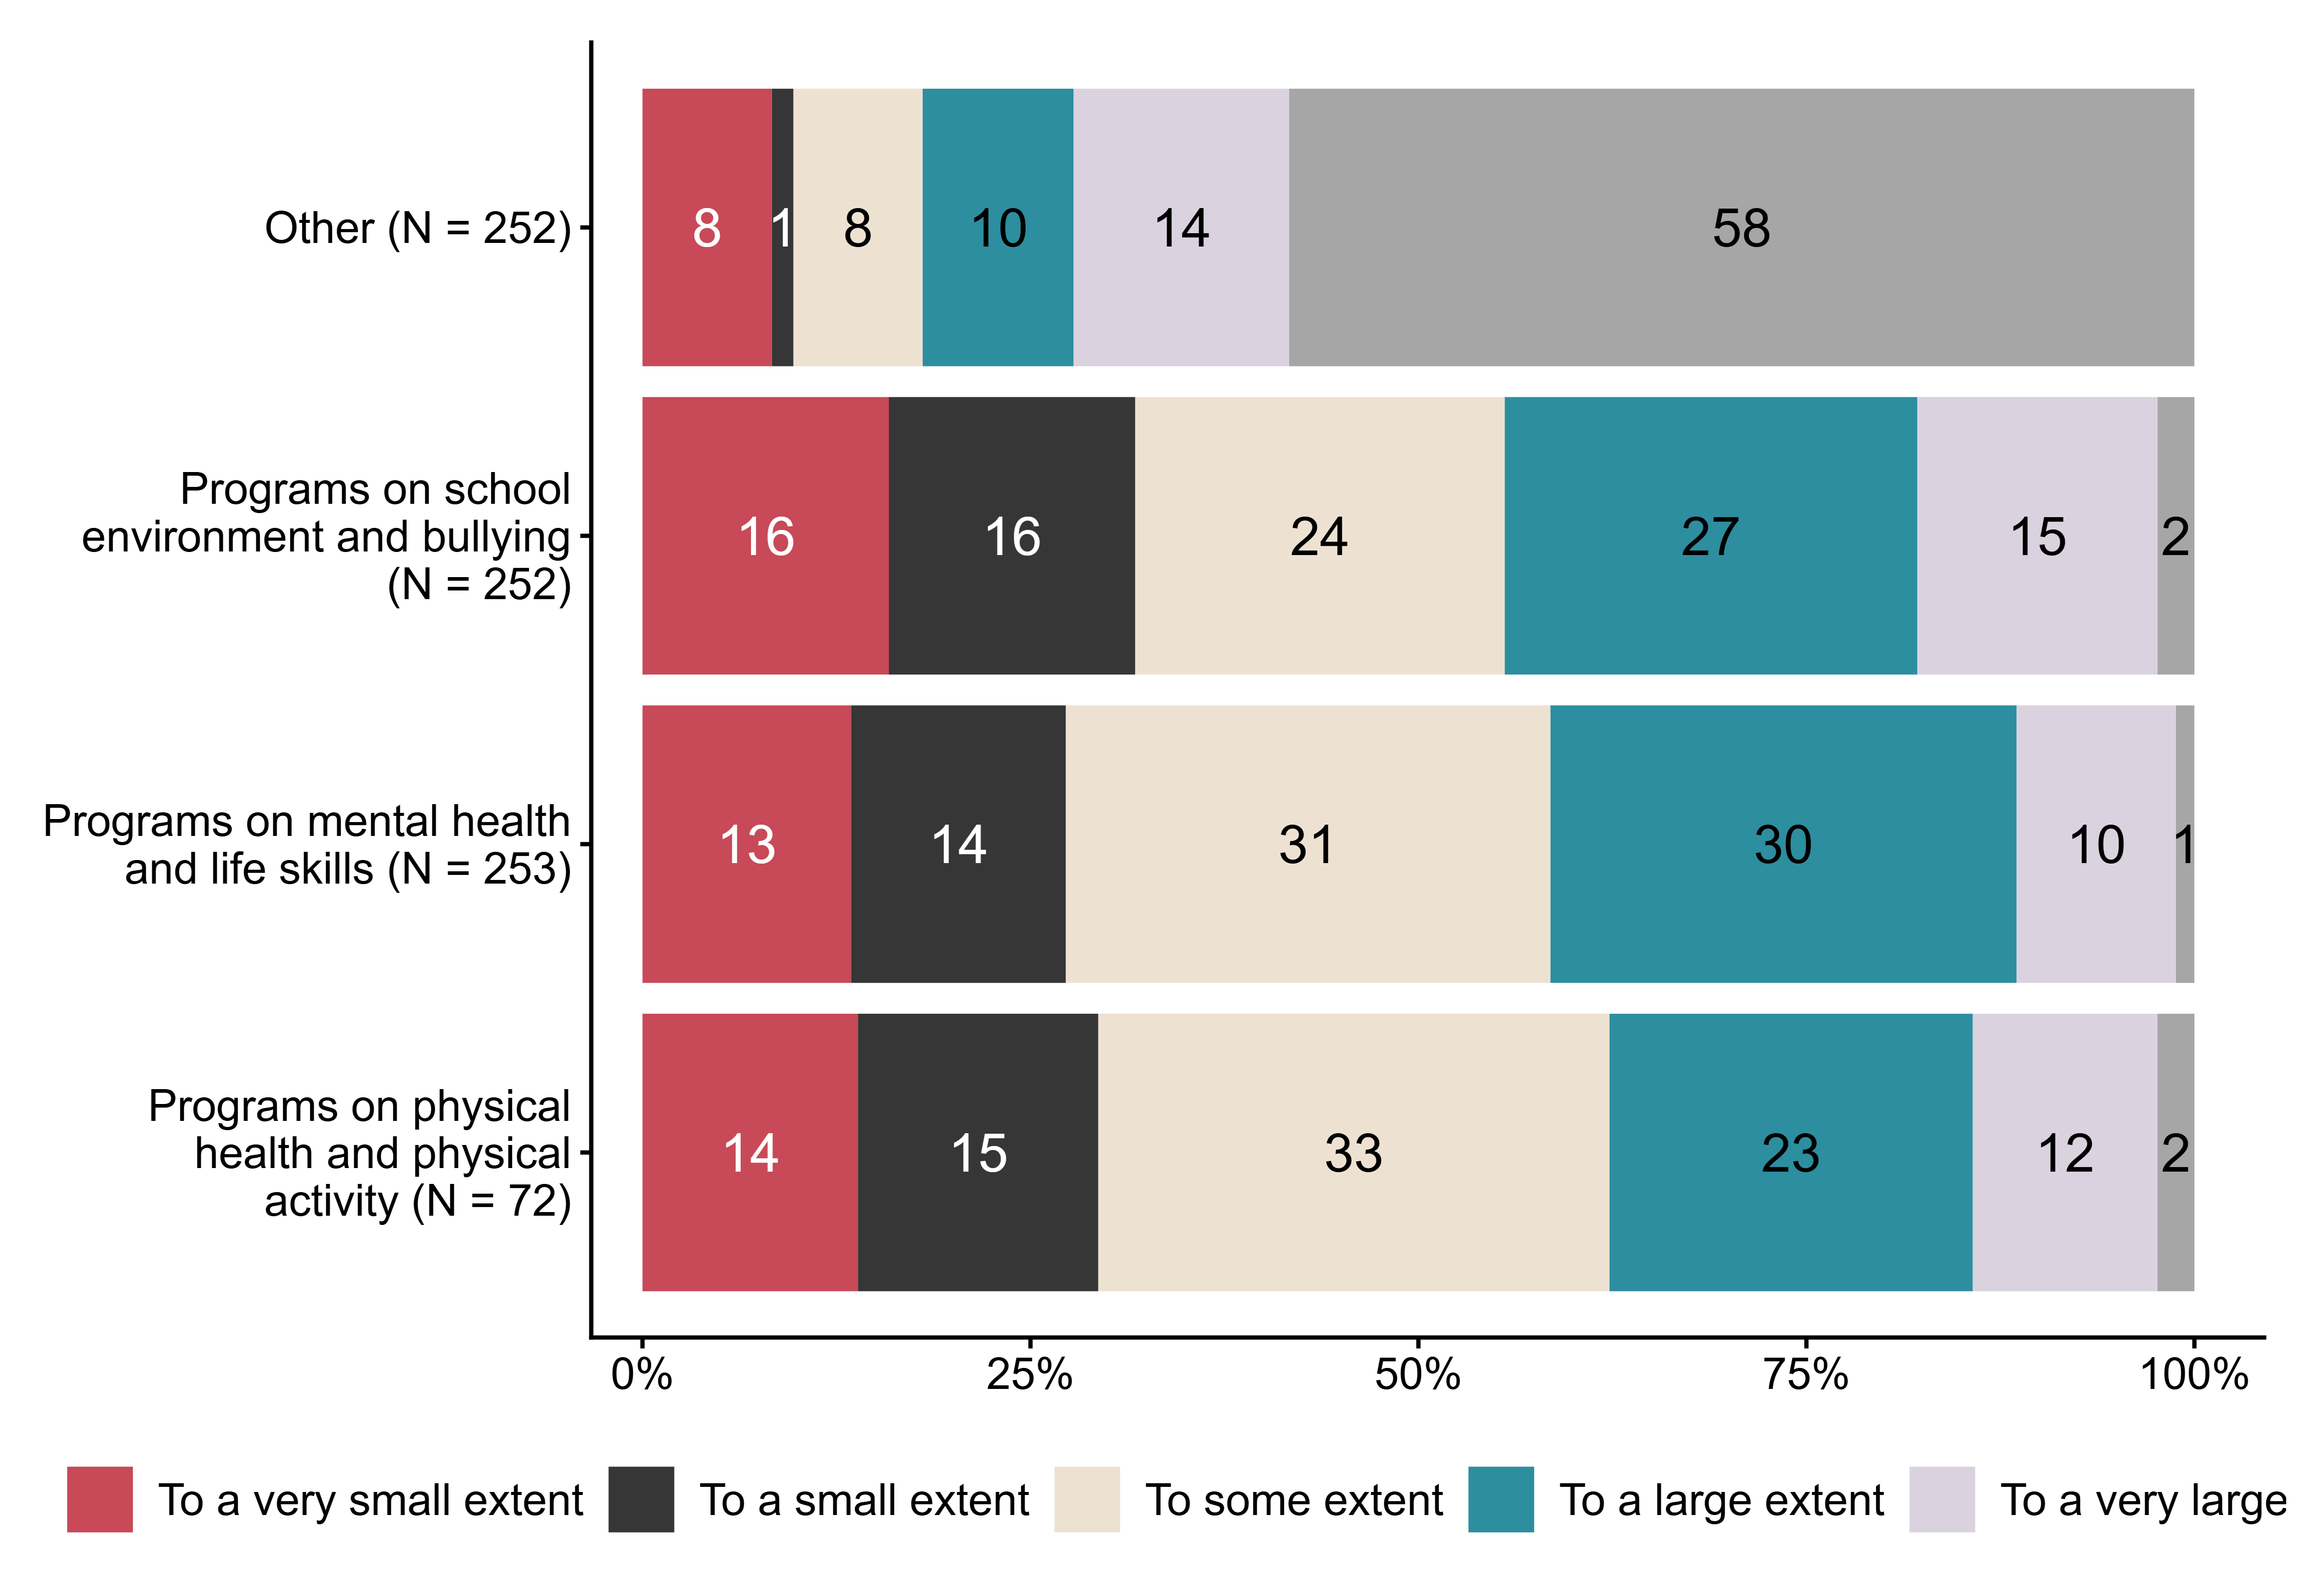 Other (N = 252)
8 1 8 10 14 58
Programs on school
environment and bullying
(N = 252)
16 16 24 27 15 2
Programs on mental health
and life skills (N = 253)
13 14 31 30 10 1
Programs on physical
health and physical
activity (N = 72)
14 15 33 23 12 2
0% 25% 50% 75% 100%
To a very small extent To a small extent To some extent To a large extent To a very large